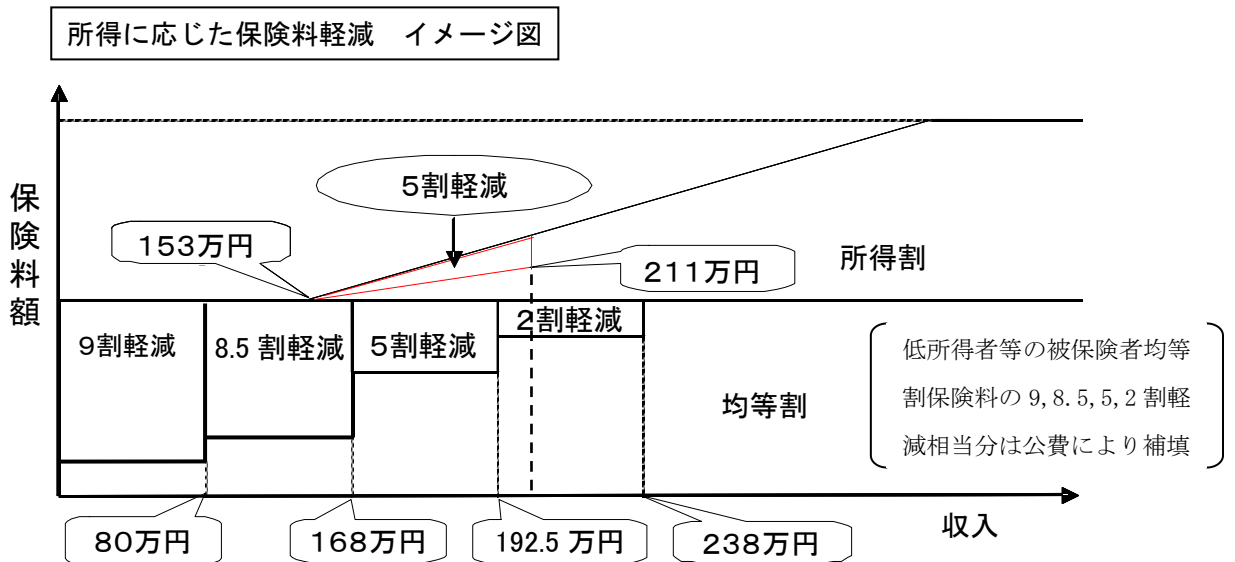 所得に応じた保険料軽減　イメージ図
保険料額
5割軽減
153万円
211万円
所得割
9割軽減
8.5 割軽減
5割軽減
2割軽減
均等割
低所得者等の被保険者均等
割保険料の 9,8.5,5,2 割軽
減相当分は公費により補填
80万円
168万円
192.5 万円
238万円
収入